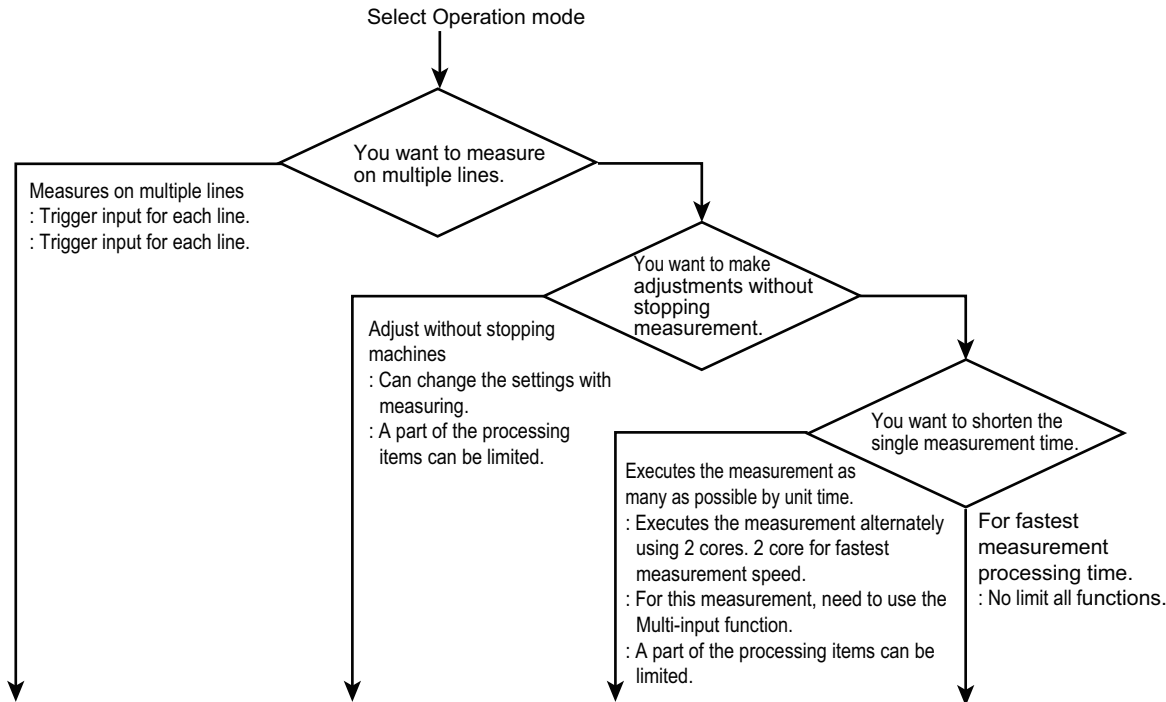 Select Operation mode
You want to measure
on multiple lines.
Measures on multiple lines
: Trigger input for each line.
: Trigger input for each line.
You want to make
adjustments without
stopping
measurement.
Adjust without stopping
machines
: Can change the settings with
measuring.
: A part of the processing
items can be limited.
You want to shorten the
single measurement time.
Executes the measurement as
many as possible by unit time.
: Executes the measurement alternately
using 2 cores. 2 core for fastest
measurement speed.
: For this measurement, need to use the
Multi-input function.
: A part of the processing items can be
limited.
For fastest
measurement
processing time.
: No limit all functions.